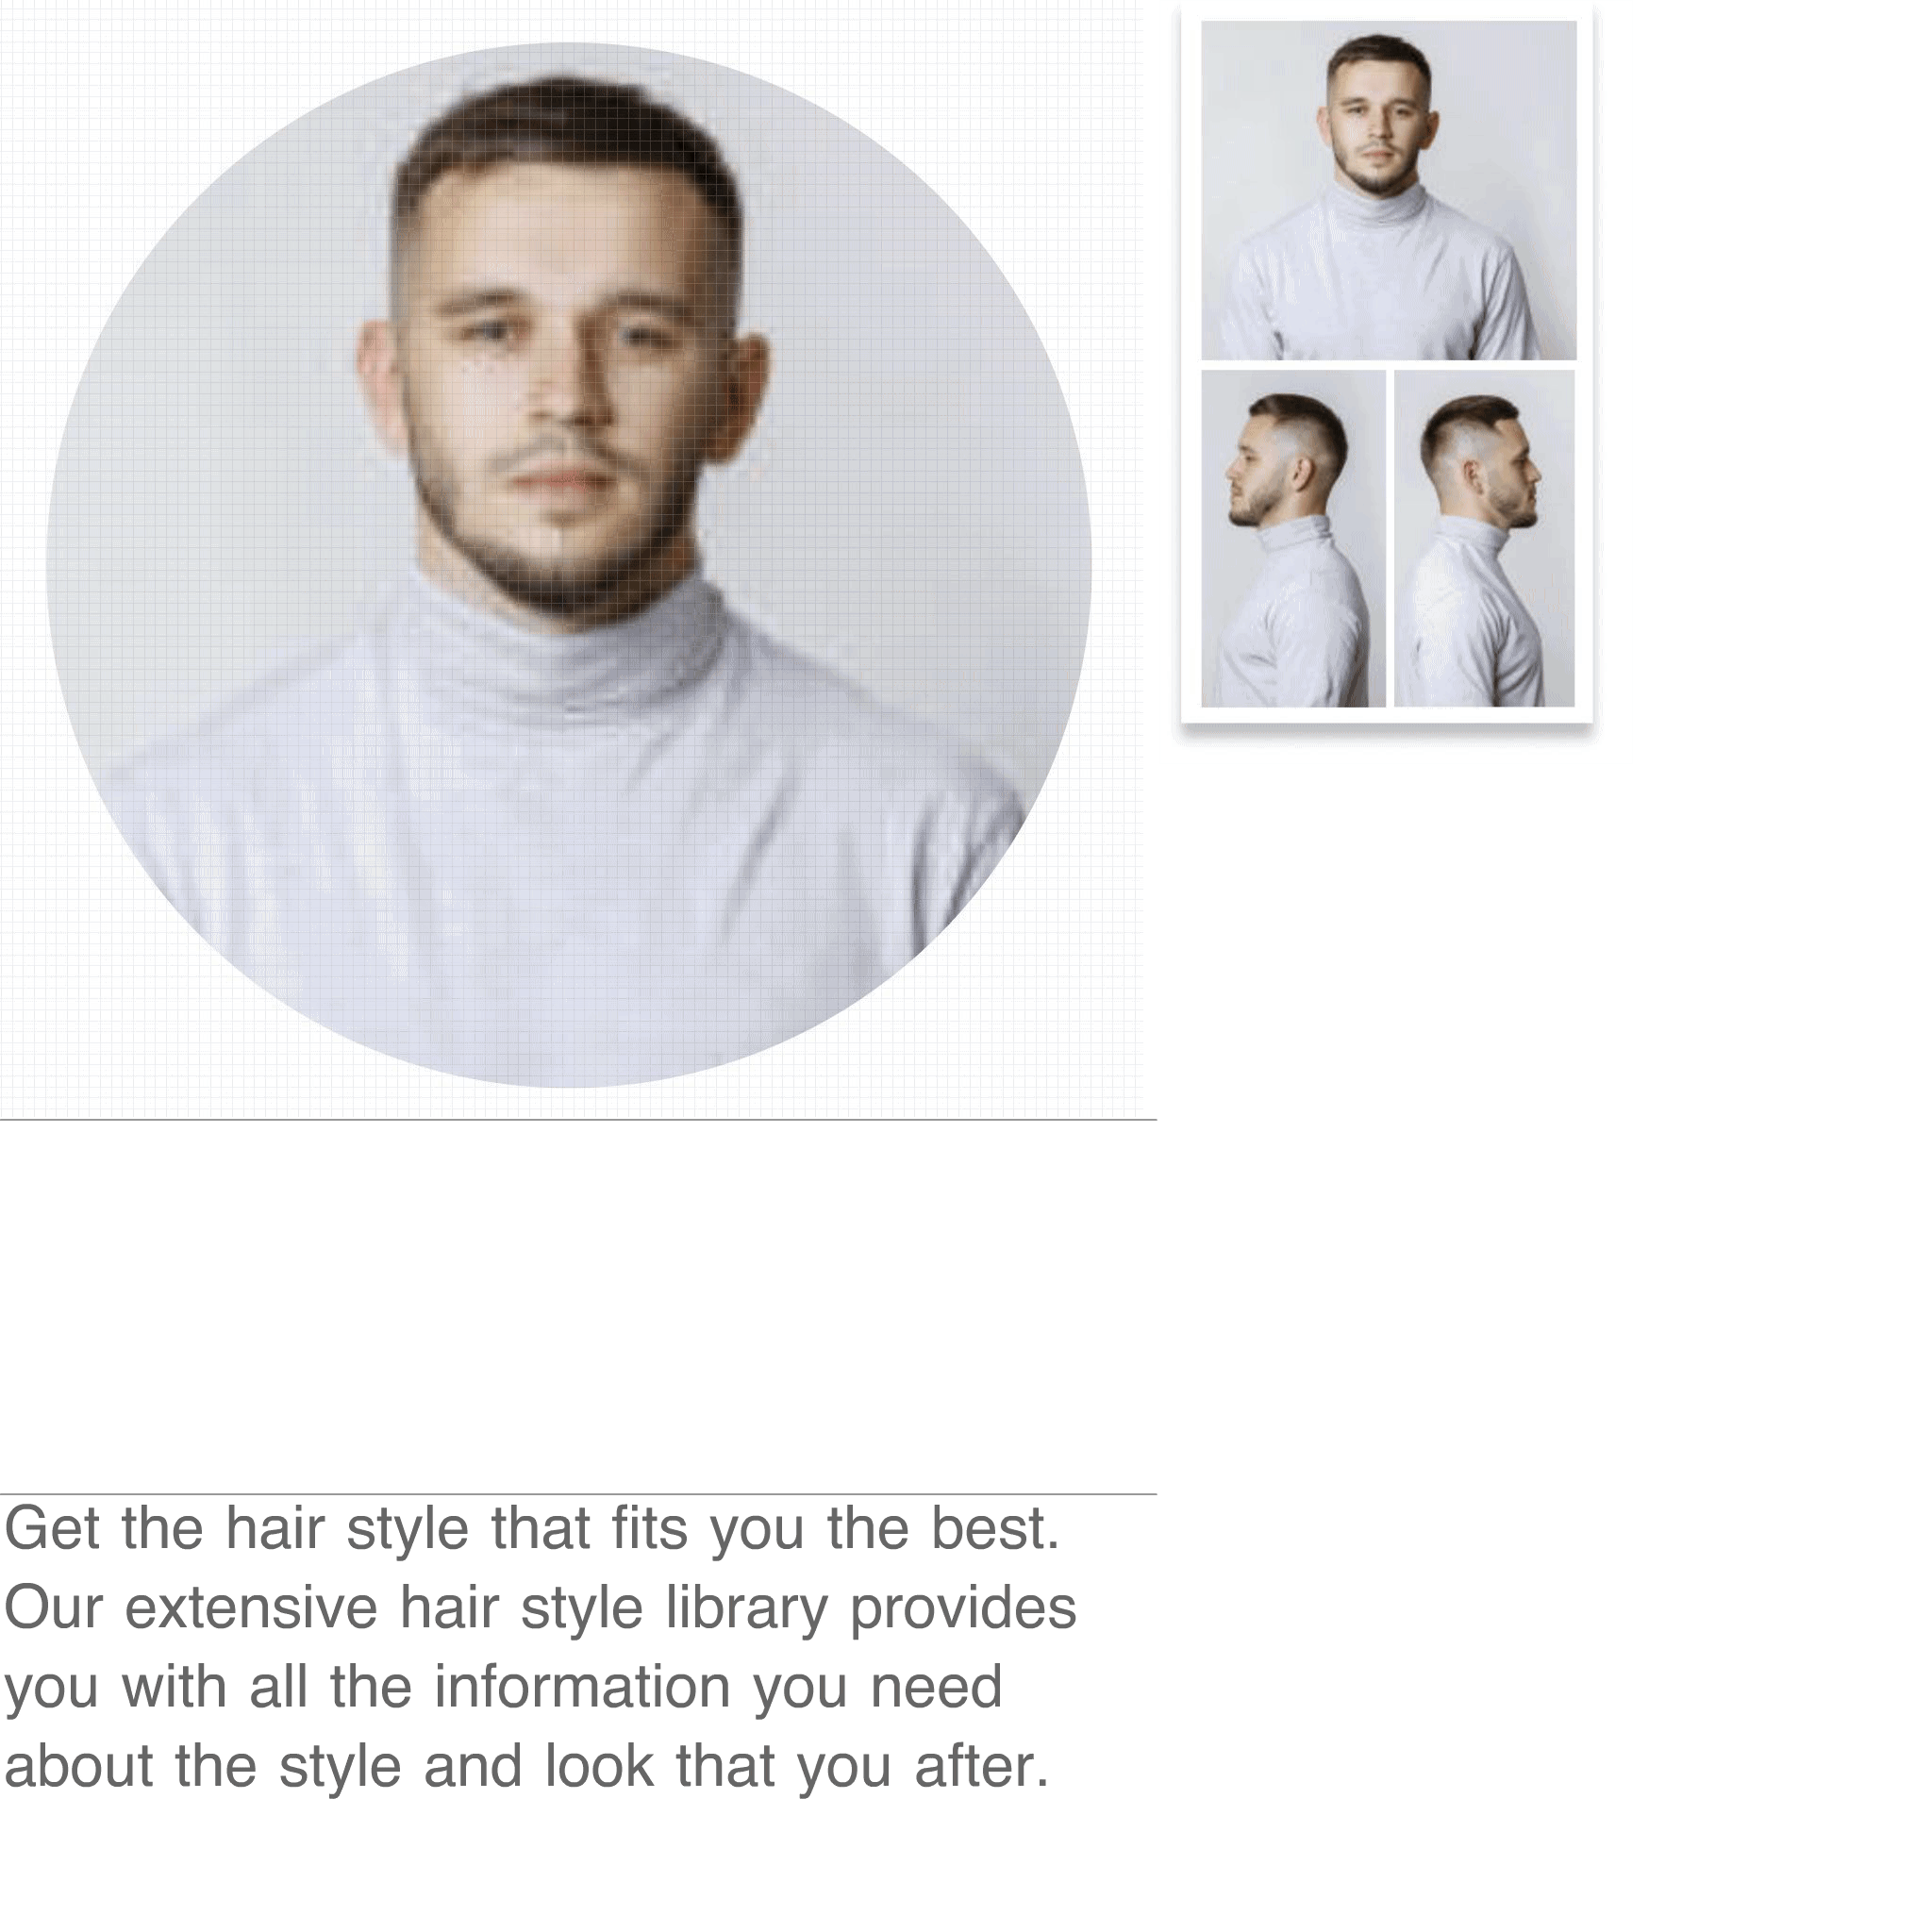 Get the hair style that fits you the best.
Our extensive hair style library provides
you with all the information you need
about the style and look that you after.